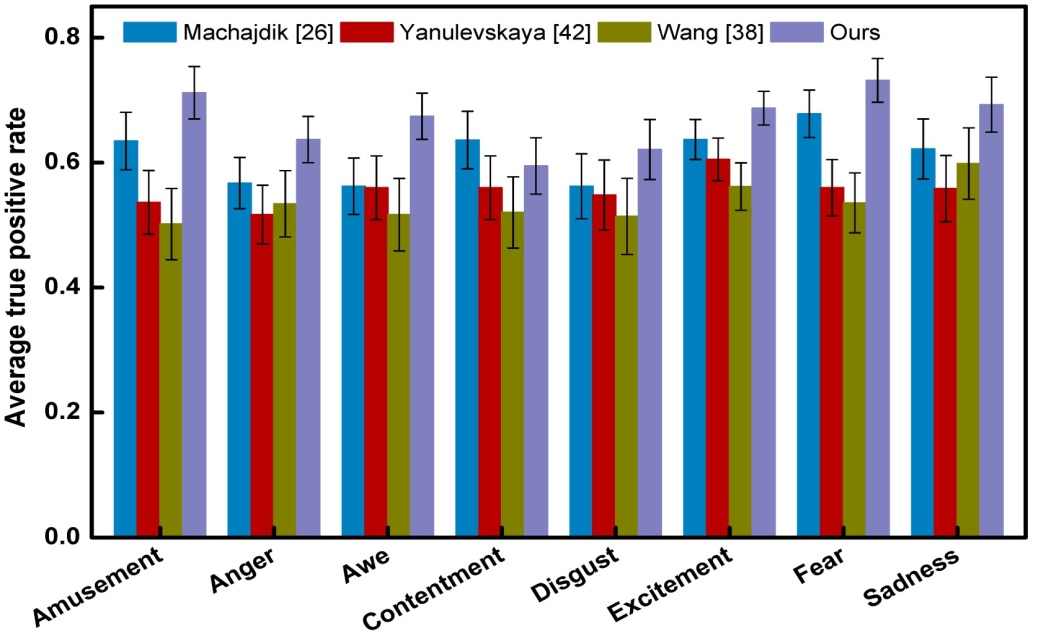 Machajdik [26] Yanulevskaya [42] Wang [38] Ours
Average true positive rate
0.8
0.6
0.4
0.2
0.0
Amusement
Anger
Awe
Contentment
Disgust
Excitement
Fear
Sadness